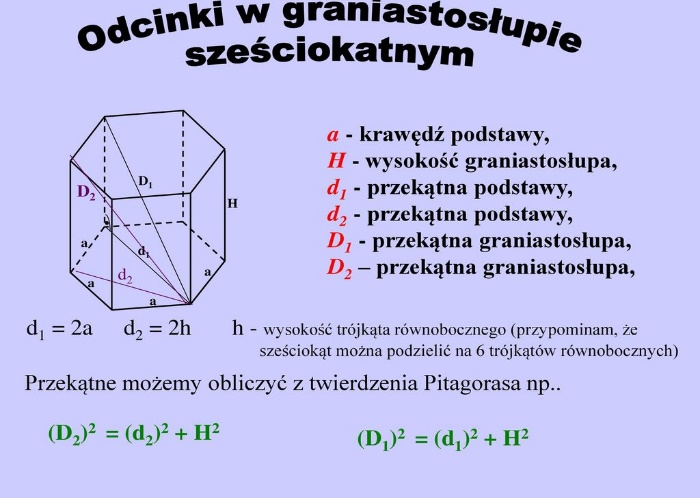 Odcinki w graniastosłupie
sześciokatnym
a - krawędź podstawy,
H - wysokość graniastosłupa,
d₁ - przekątna podstawy,
d₂ - przekątna podstawy,
D₁ - przekątna graniastosłupa,
D₂ – przekątna graniastosłupa,
D₁
D₂
H
a
d₁
d₂
a
a
a
d₁ = 2a d₂ = 2h h - wysokość trójkąta równobocznego (przypominam, że
sześciokąt można podzielić na 6 trójkątów równobocznych)
Przekątne możemy obliczyć z twierdzenia Pitagorasa np..
(D₂)² = (d₂)² + H² (D₁)² = (d₁)² + H²